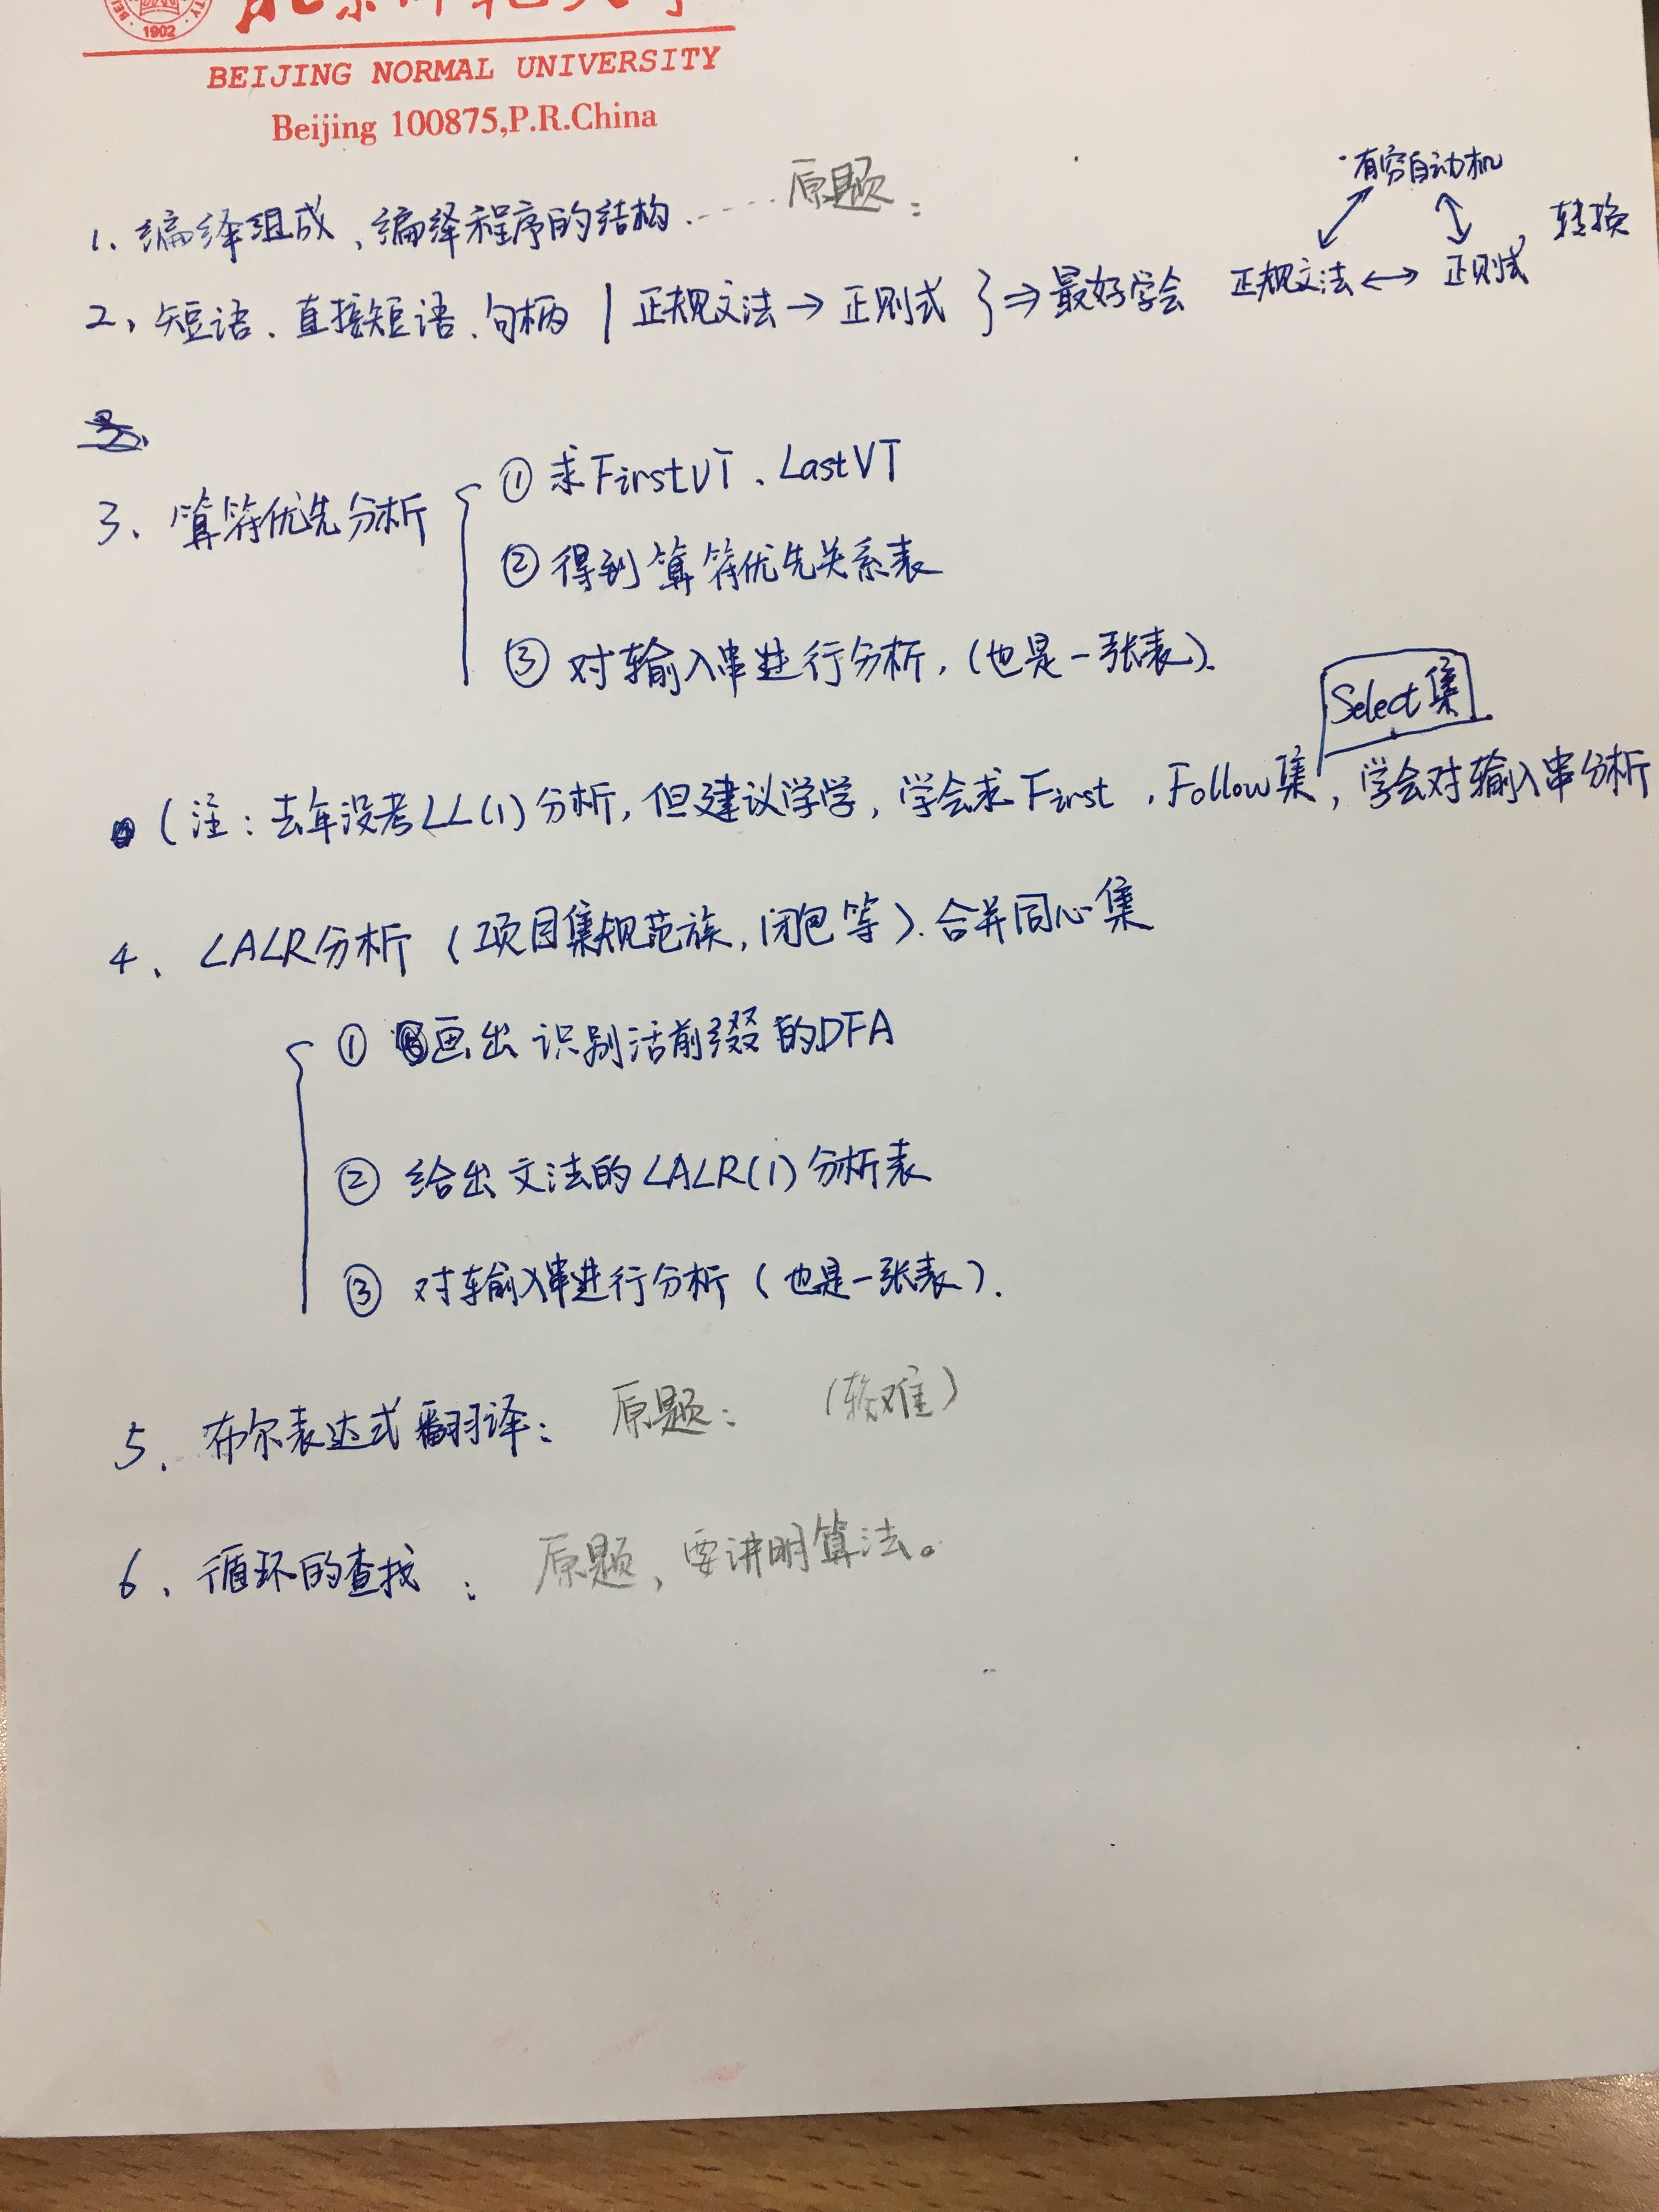 1902
BEIJING NORMAL UNIVERSITY
Beijing 100875,P.R.China
1、编译组成、编译程序的结构.-----原题:
2、短语、直接短语、句柄 | 正规文法→正则式 }⇒最好学会
有穷自动机
正规文法↔正则式 转换
3、算符优先分析
① 求FirstVT、LastVT
② 得到算符优先关系表
③ 对输入串进行分析,(也是一张表).
Select集
(注:去年没考LL(1)分析,但建议学学,学会求First,Follow集,学会对输入串分析
4、LALR分析(项目集规范族,闭包等).合并同心集
① 画出识别活前缀的DFA
② 给出文法的LALR(1)分析表
③ 对输入串进行分析(也是一张表).
5、布尔表达式翻译: 原题: (较难)
6、循环的查找: 原题,要讲明算法。